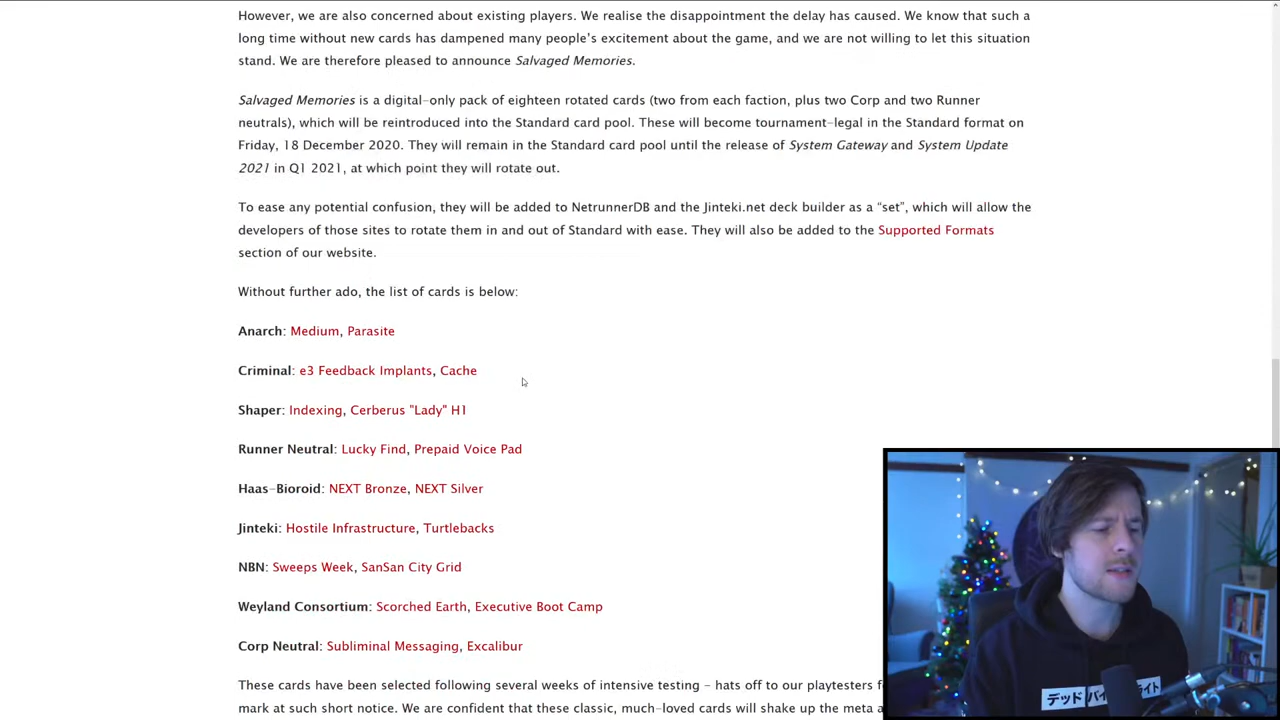 However, we are also concerned about existing players. We realise the disappointment the delay has caused. We know that such a
long time without new cards has dampened many people's excitement about the game, and we are not willing to let this situation
stand. We are therefore pleased to announce Salvaged Memories.
Salvaged Memories is a digital-only pack of eighteen rotated cards (two from each faction, plus two Corp and two Runner
neutrals), which will be reintroduced into the Standard card pool. These will become tournament-legal in the Standard format on
Friday, 18 December 2020. They will remain in the Standard card pool until the release of System Gateway and System Update
2021 in Q1 2021, at which point they will rotate out.
To ease any potential confusion, they will be added to NetrunnerDB and the Jinteki.net deck builder as a “set”, which will allow the
developers of those sites to rotate them in and out of Standard with ease. They will also be added to the Supported Formats
section of our website.
Without further ado, the list of cards is below:
Anarch: Medium, Parasite
Criminal: e3 Feedback Implants, Cache
Shaper: Indexing, Cerberus "Lady" H1
Runner Neutral: Lucky Find, Prepaid Voice Pad
Haas-Bioroid: NEXT Bronze, NEXT Silver
Jinteki: Hostile Infrastructure, Turtlebacks
NBN: Sweeps Week, SanSan City Grid
Weyland Consortium: Scorched Earth, Executive Boot Camp
Corp Neutral: Subliminal Messaging, Excalibur
These cards have been selected following several weeks of intensive testing – hats off to our playtesters
mark at such short notice. We are confident that these classic, much-loved cards will shake up the meta
デッド バイ
イト